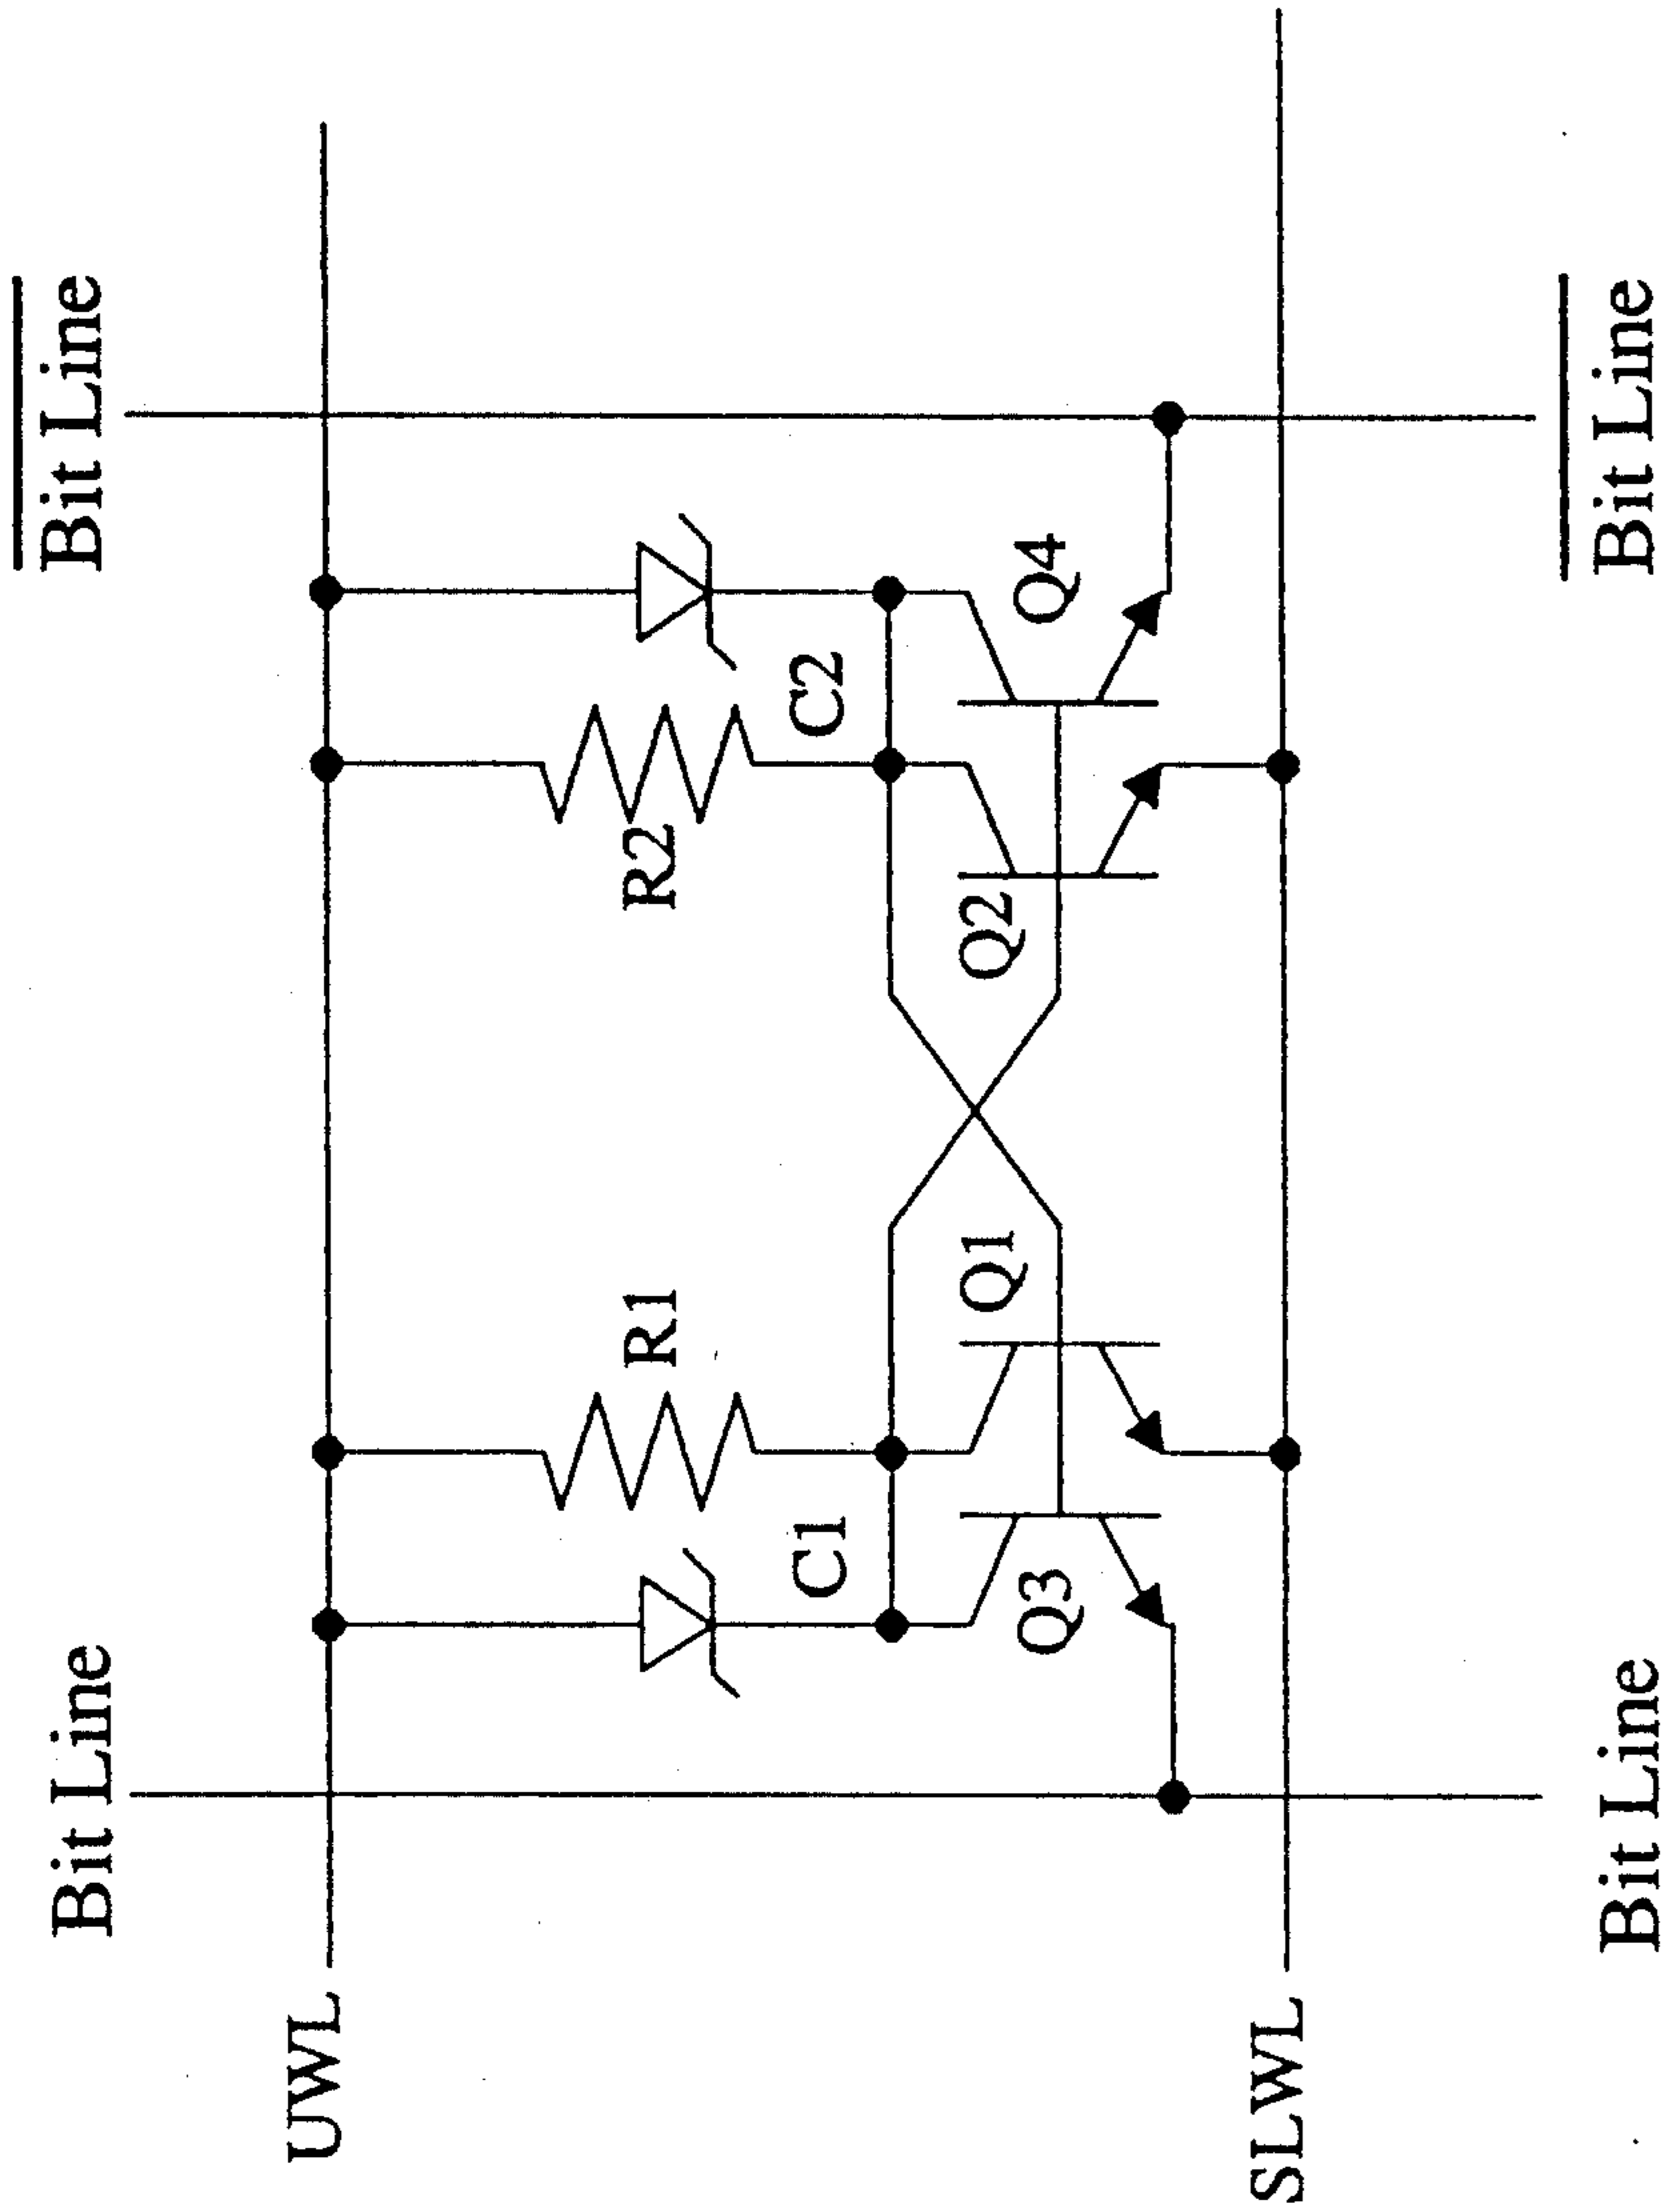 Bit Line
Bit Line
UWL
R1
R2
C1
C2
Q1
Q2
Q3
Q4
SLWL
Bit Line
Bit Line